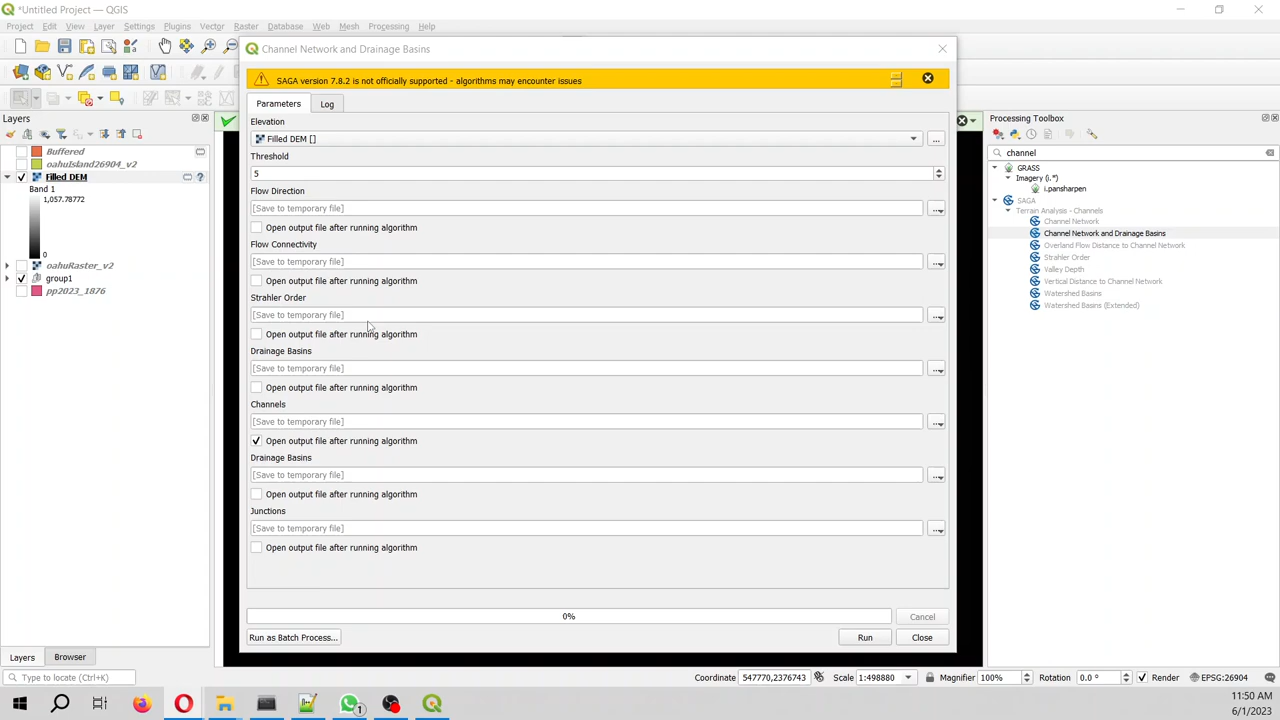 *Untitled Project — QGIS
Project Edit View Layer Settings Plugins Vector Raster Database Web Mesh Processing Help
Channel Network and Drainage Basins
SAGA version 7.8.2 is not officially supported - algorithms may encounter issues
Parameters Log
Elevation
Filled DEM []
...
Threshold
5
Flow Direction
[Save to temporary file]
...
Open output file after running algorithm
Flow Connectivity
[Save to temporary file]
...
Open output file after running algorithm
Strahler Order
[Save to temporary file]
...
Open output file after running algorithm
Drainage Basins
[Save to temporary file]
...
Open output file after running algorithm
Channels
[Save to temporary file]
...
Open output file after running algorithm
Drainage Basins
[Save to temporary file]
...
Open output file after running algorithm
Junctions
[Save to temporary file]
...
Open output file after running algorithm
0%
Cancel
Run as Batch Process...
Run
Close
Layers
Buffered
oahuIsland26904_v2
Filled DEM
Band 1
1,057.78772
0
oahuRaster_v2
group1
pp2023_1876
Layers Browser
Processing Toolbox
channel
GRASS
Imagery (i.*)
i.pansharpen
SAGA
Terrain Analysis - Channels
Channel Network
Channel Network and Drainage Basins
Overland Flow Distance to Channel Network
Strahler Order
Valley Depth
Vertical Distance to Channel Network
Watershed Basins
Watershed Basins (Extended)
Type to locate (Ctrl+K)
Coordinate 547770,2376743 Scale 1:498880 Magnifier 100% Rotation 0.0 ° Render EPSG:26904
1
11:50 AM
6/1/2023